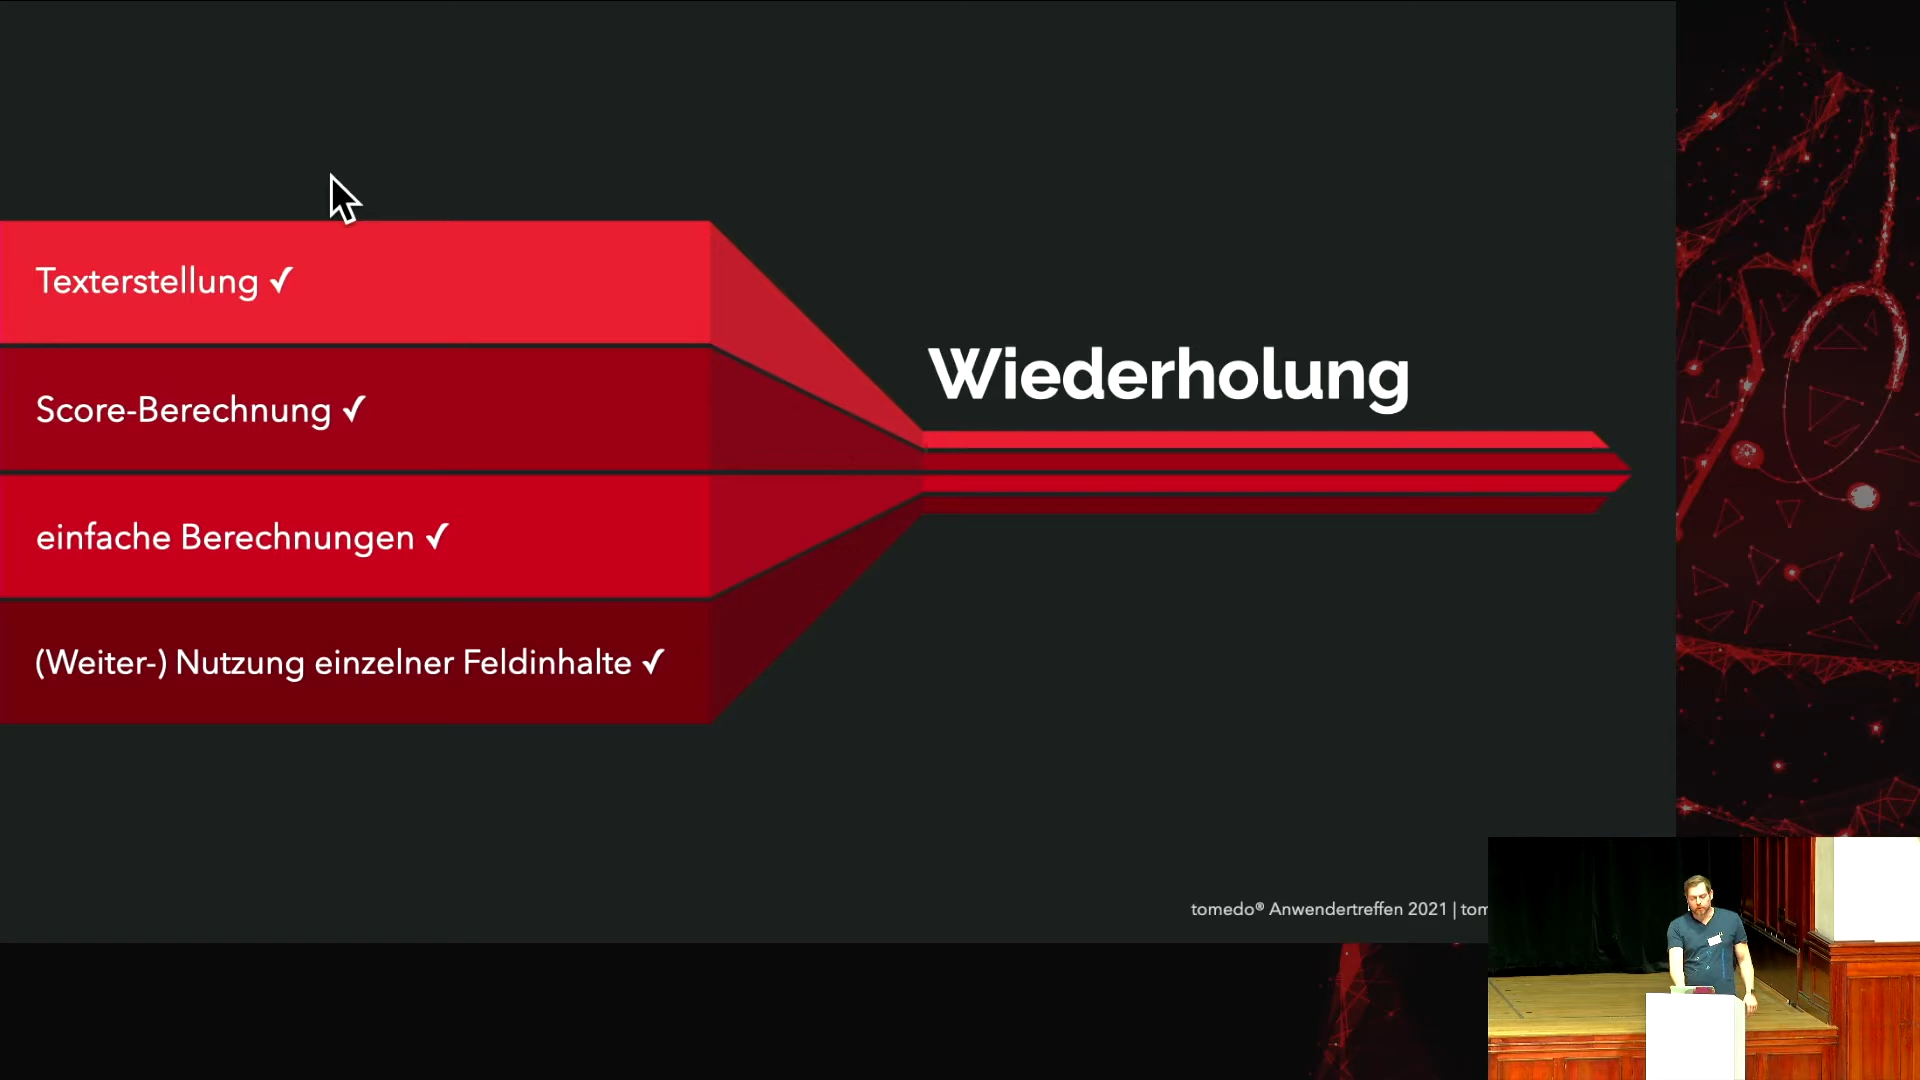 Texterstellung ✓
Score-Berechnung ✓
einfache Berechnungen ✓
(Weiter-) Nutzung einzelner Feldinhalte ✓
Wiederholung
tomedo® Anwendertreffen 2021 | tom